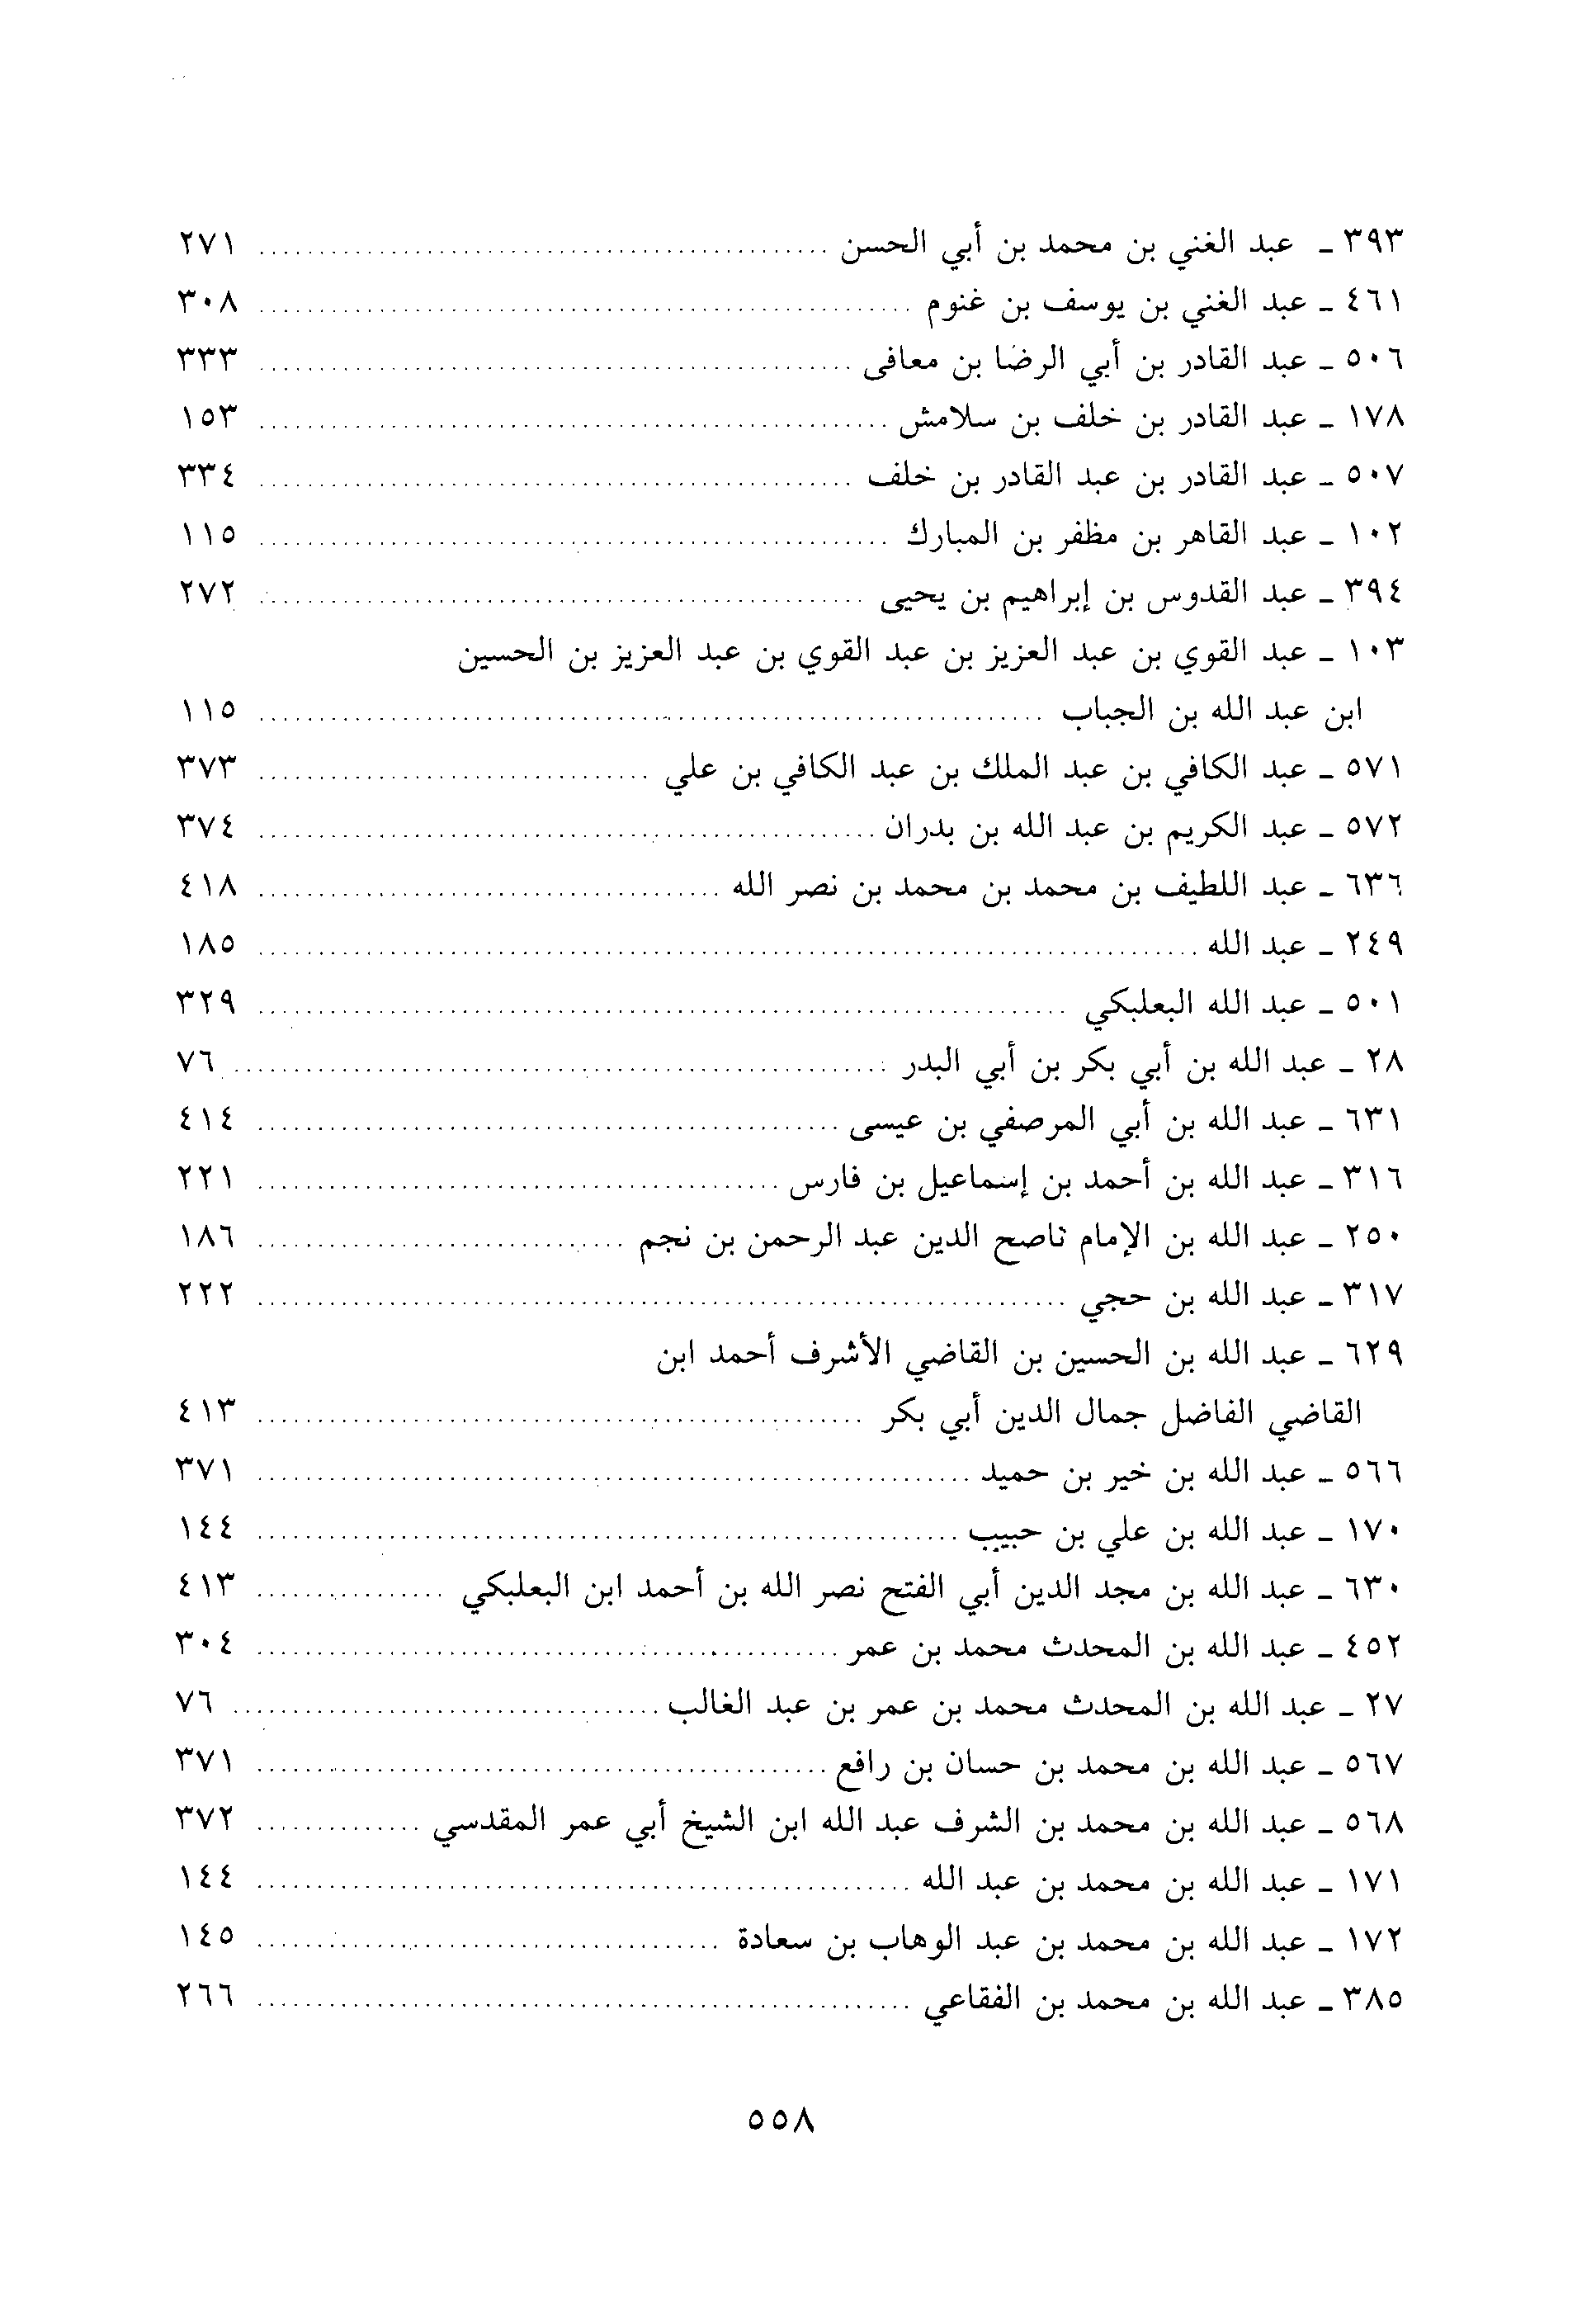 ٣٩٣ ـ عبد الغني بن محمد بن أبي الحسن ........ ٢٧١
٤٦١ ـ عبد الغني بن يوسف بن غنوم ........ ٣٠٨
٥٠٦ ـ عبد القادر بن أبي الرضا بن معافى ........ ٣٣٣
١٧٨ ـ عبد القادر بن خلف بن سلامش ........ ١٥٣
٥٠٧ ـ عبد القادر بن عبد القادر بن خلف ........ ٣٣٤
١٠٢ ـ عبد القاهر بن مظفر بن المبارك ........ ١١٥
٣٩٤ ـ عبد القدوس بن إبراهيم بن يحيى ........ ٢٧٢
١٠٣ ـ عبد القوي بن عبد العزيز بن عبد القوي بن عبد العزيز بن الحسين
ابن عبد الله بن الجباب ........ ١١٥
٥٧١ ـ عبد الكافي بن عبد الملك بن عبد الكافي بن علي ........ ٣٧٣
٥٧٢ ـ عبد الكريم بن عبد الله بن بدران ........ ٣٧٤
٦٣٦ ـ عبد اللطيف بن محمد بن محمد بن نصر الله ........ ٤١٨
٢٤٩ ـ عبد الله ........ ١٨٥
٥٠١ ـ عبد الله البعلبكي ........ ٣٢٩
٢٨ ـ عبد الله بن أبي بكر بن أبي البدر ........ ٧٦
٦٣١ ـ عبد الله بن أبي المرصفي بن عيسى ........ ٤١٤
٣١٦ ـ عبد الله بن أحمد بن إسماعيل بن فارس ........ ٢٢١
٢٥٠ ـ عبد الله بن الإمام ناصح الدين عبد الرحمن بن نجم ........ ١٨٦
٣١٧ ـ عبد الله بن حجي ........ ٢٢٢
٦٢٩ ـ عبد الله بن الحسين بن القاضي الأشرف أحمد ابن
القاضي الفاضل جمال الدين أبي بكر ........ ٤١٣
٥٦٦ ـ عبد الله بن خير بن حميد ........ ٣٧١
١٧٠ ـ عبد الله بن علي بن حبيب ........ ١٤٤
٦٣٠ ـ عبد الله بن مجد الدين أبي الفتح نصر الله بن أحمد ابن البعلبكي ........ ٤١٣
٤٥٢ ـ عبد الله بن المحدث محمد بن عمر ........ ٣٠٤
٢٧ ـ عبد الله بن المحدث محمد بن عمر بن عبد الغالب ........ ٧٦
٥٦٧ ـ عبد الله بن محمد بن حسان بن رافع ........ ٣٧١
٥٦٨ ـ عبد الله بن محمد بن الشرف عبد الله ابن الشيخ أبي عمر المقدسي ........ ٣٧٢
١٧١ ـ عبد الله بن محمد بن عبد الله ........ ١٤٤
١٧٢ ـ عبد الله بن محمد بن عبد الوهاب بن سعادة ........ ١٤٥
٣٨٥ ـ عبد الله بن محمد بن الفقاعي ........ ٢٦٦
٥٥٨